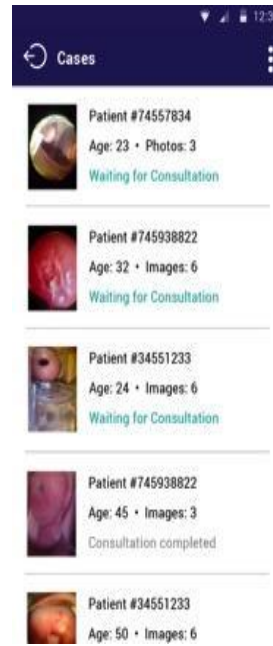 12:3
Cases
Patient #74557834
Age: 23 • Photos: 3
Waiting for Consultation
Patient #745938822
Age: 32 • Images: 6
Waiting for Consultation
Patient #34551233
Age: 24 • Images: 6
Waiting for Consultation
Patient #745938822
Age: 45 • Images: 3
Consultation completed
Patient #34551233
Age: 50 • Images: 6